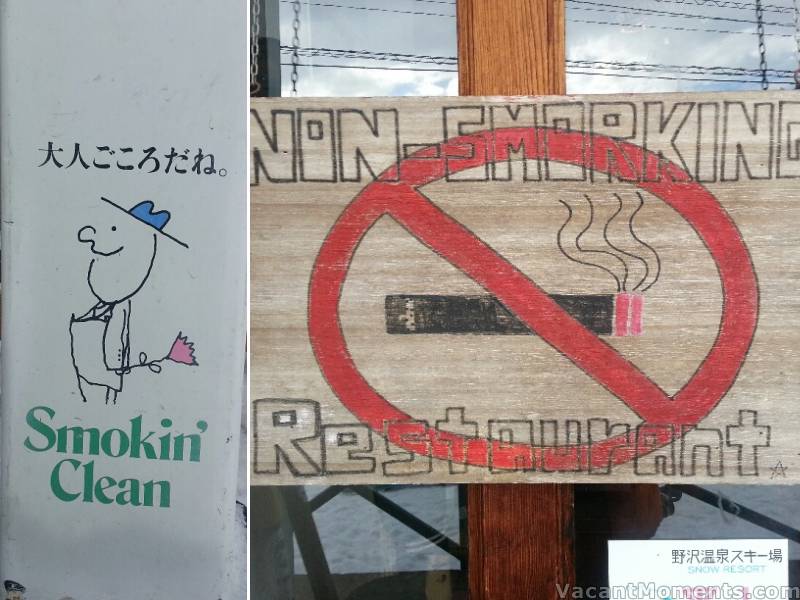 大人ごころだね。
Smokin'
Clean
NON-SMORKING
Restaurant
野沢温泉スキー場
SNOW RESORT
VacantMoments.com